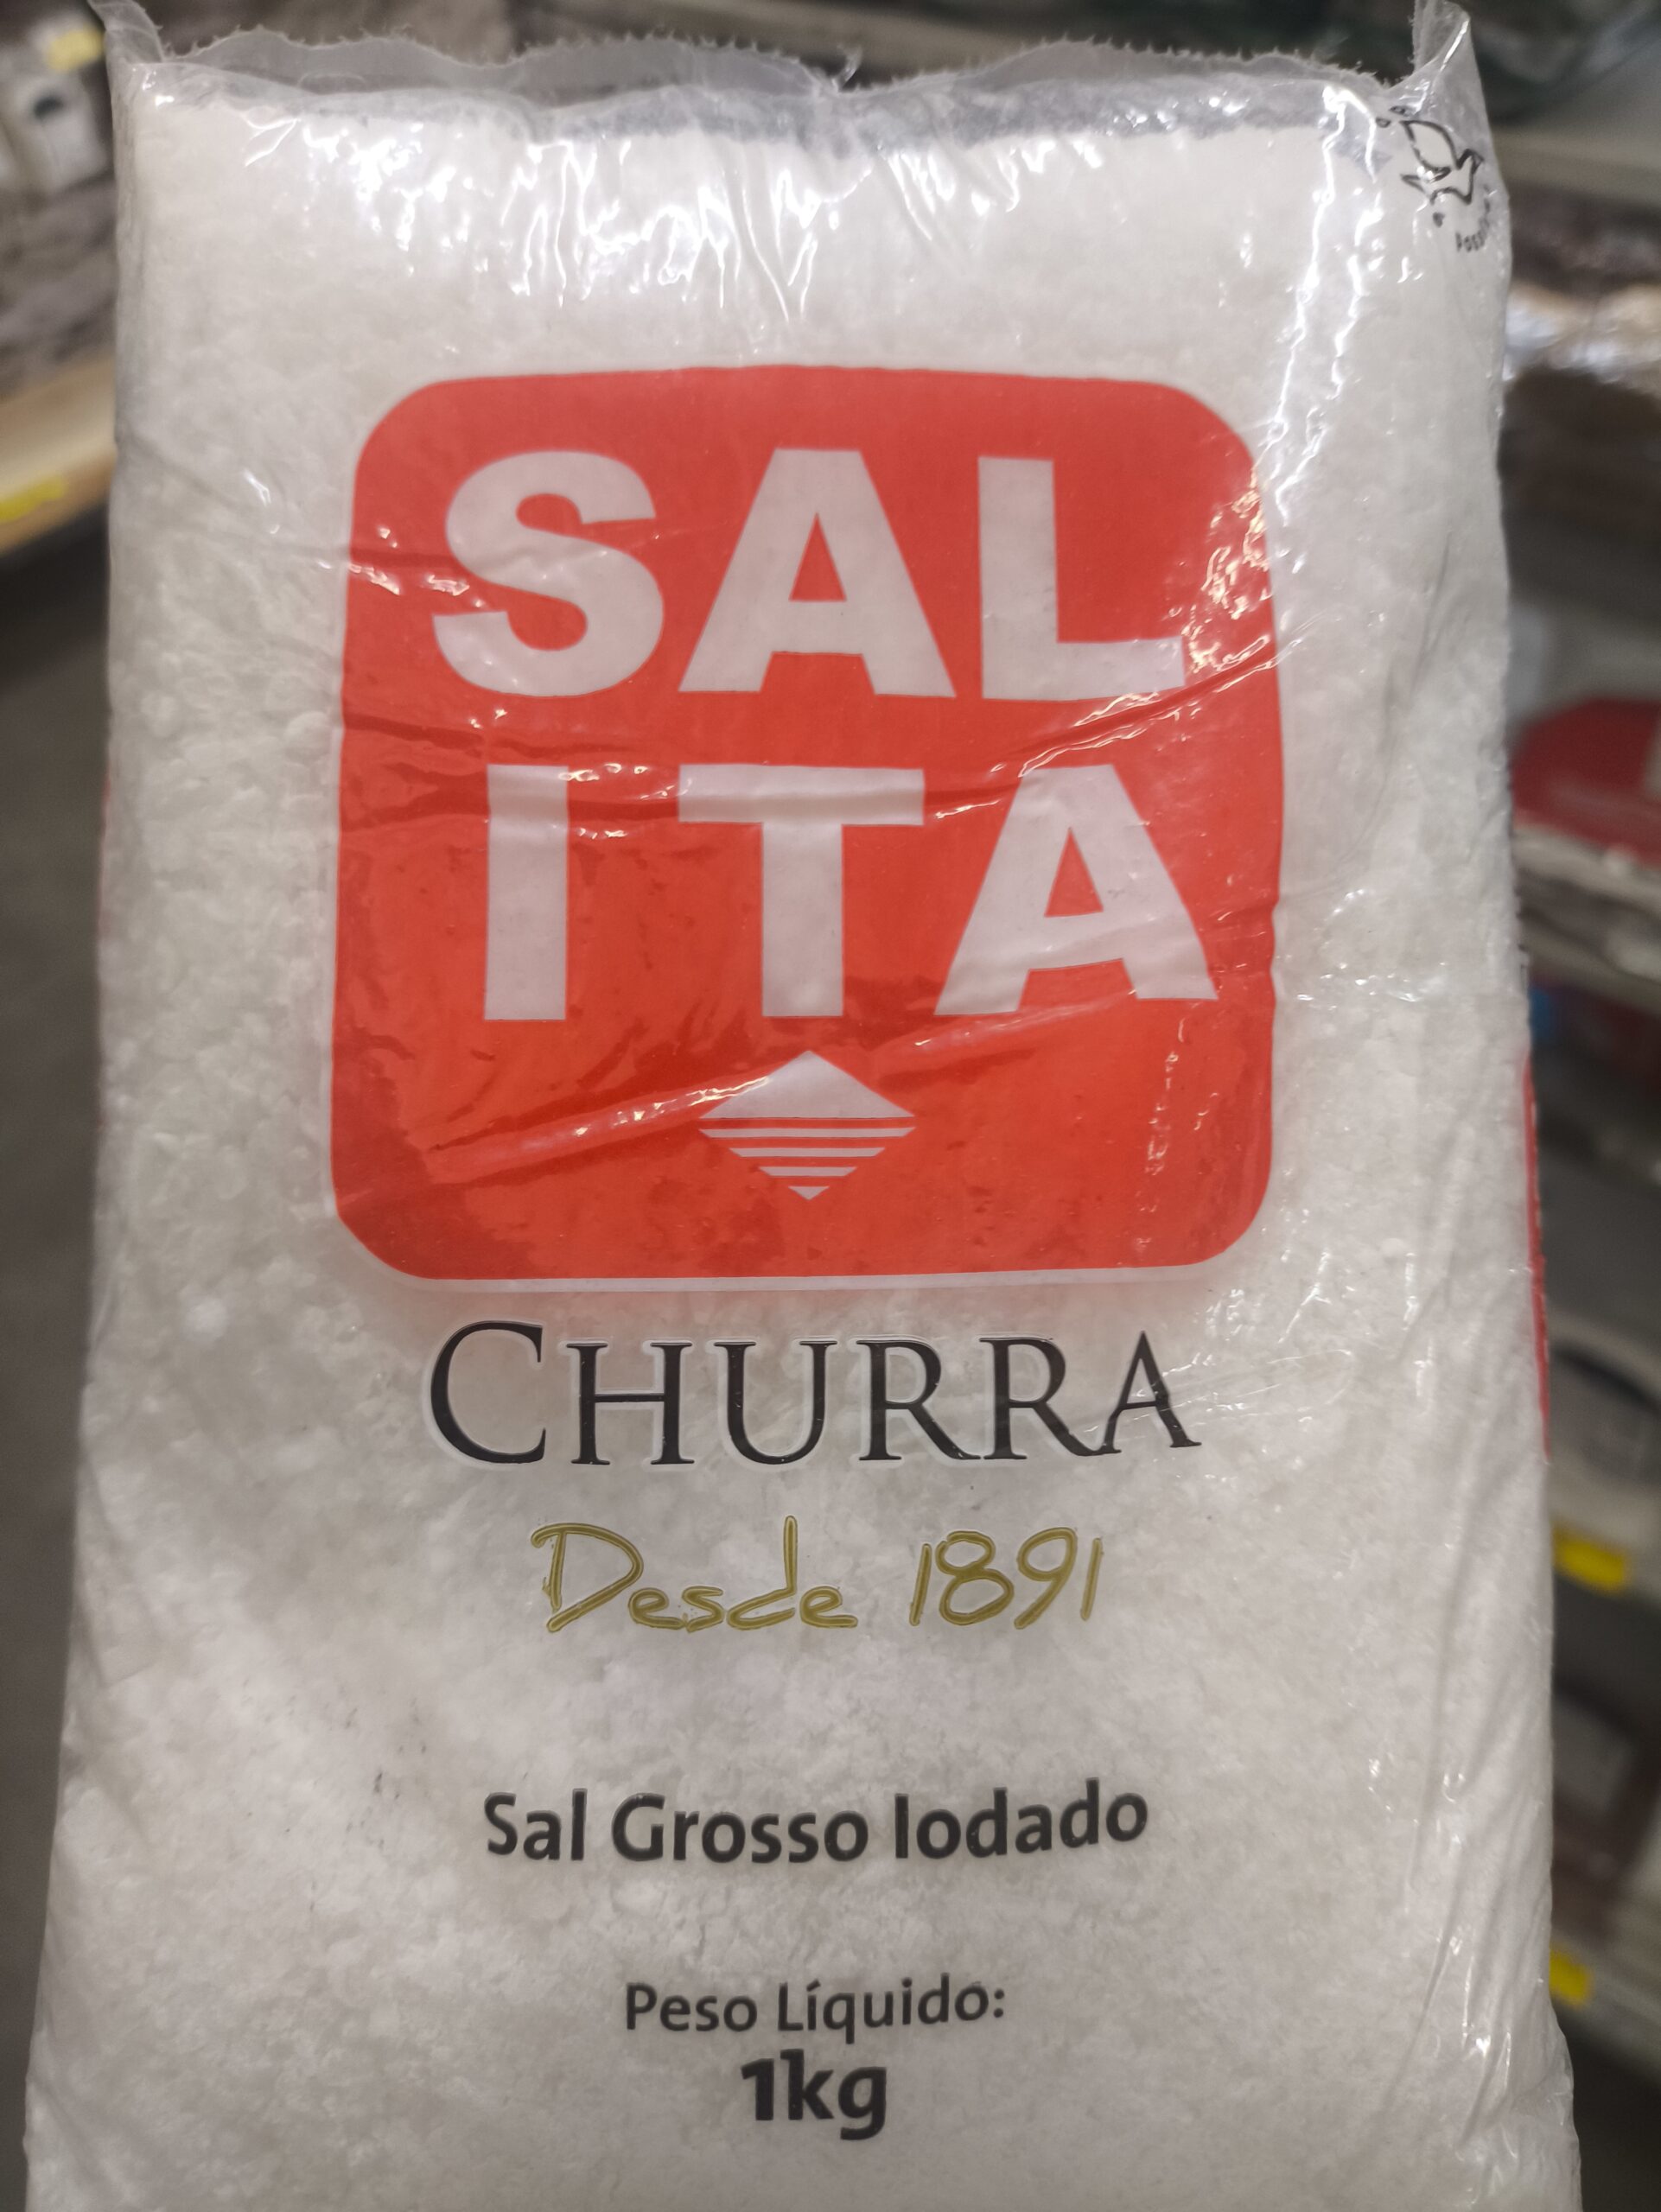 SAL
ITA
CHURRA
Desde 1891
Sal Grosso Iodado
Peso Líquido:
1kg